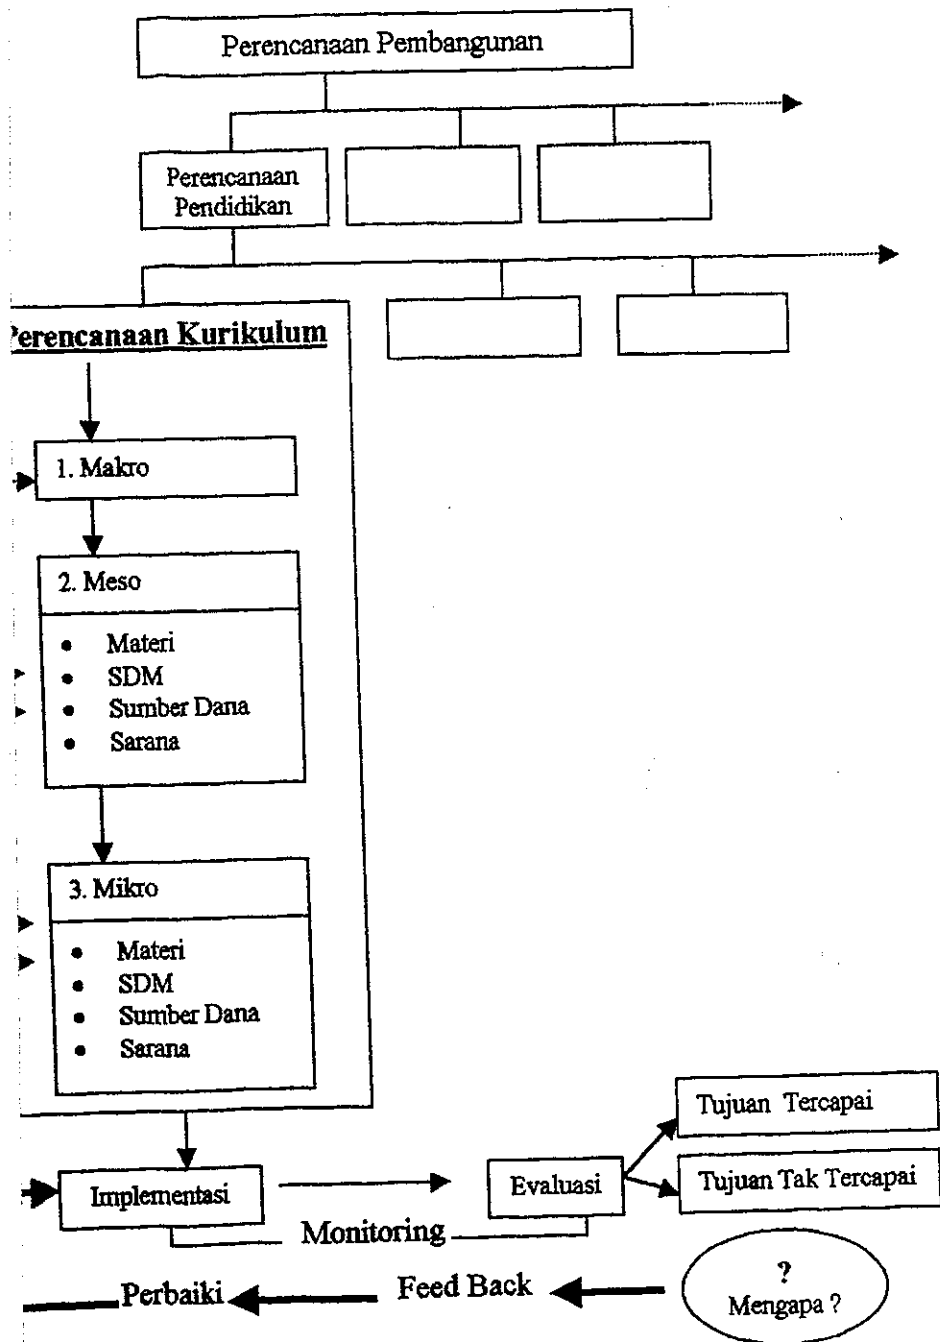 Perencanaan Pembangunan
Perencanaan
Pendidikan
Perencanaan Kurikulum
1. Makro
2. Meso
• Materi
• SDM
• Sumber Dana
• Sarana
3. Mikro
• Materi
• SDM
• Sumber Dana
• Sarana
Tujuan Tercapai
Implementasi
Evaluasi
Tujuan Tak Tercapai
Monitoring
Perbaiki
Feed Back
?
Mengapa ?